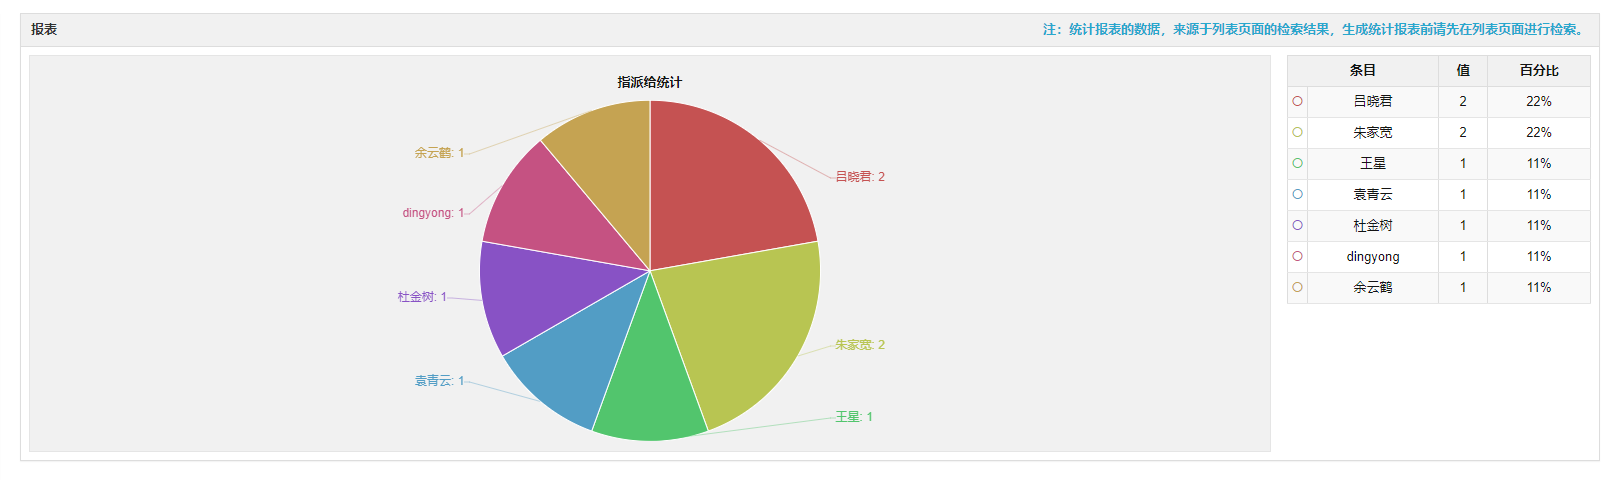 报表
注：统计报表的数据，来源于列表页面的检索结果，生成统计报表前请先在列表页面进行检索。
指派给统计
余云鹤: 1
吕晓君: 2
dingyong: 1
杜金树: 1
朱家宽: 2
袁青云: 1
王星: 1
条目 值 百分比
吕晓君 2 22%
朱家宽 2 22%
王星 1 11%
袁青云 1 11%
杜金树 1 11%
dingyong 1 11%
余云鹤 1 11%